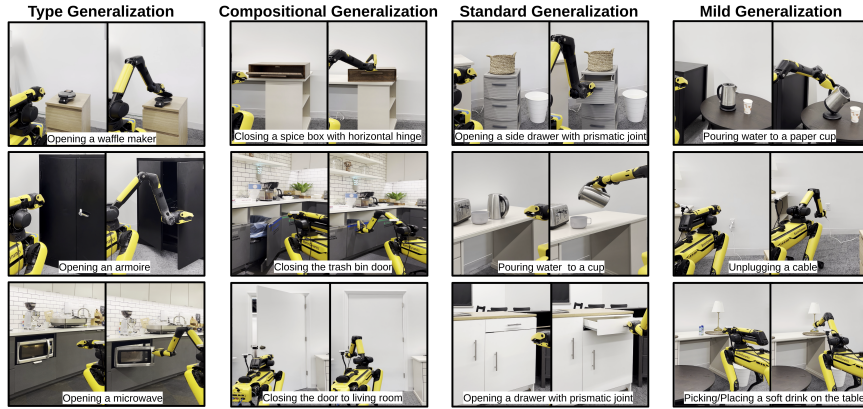 Type Generalization
Compositional Generalization
Standard Generalization
Mild Generalization
Opening a waffle maker
Closing a spice box with horizontal hinge
Opening a side drawer with prismatic joint
Pouring water to a paper cup
Opening an armoire
Closing the trash bin door
Pouring water  to a cup
Unplugging a cable
Opening a microwave
Closing the door to living room
Opening a drawer with prismatic joint
Picking/Placing a soft drink on the table